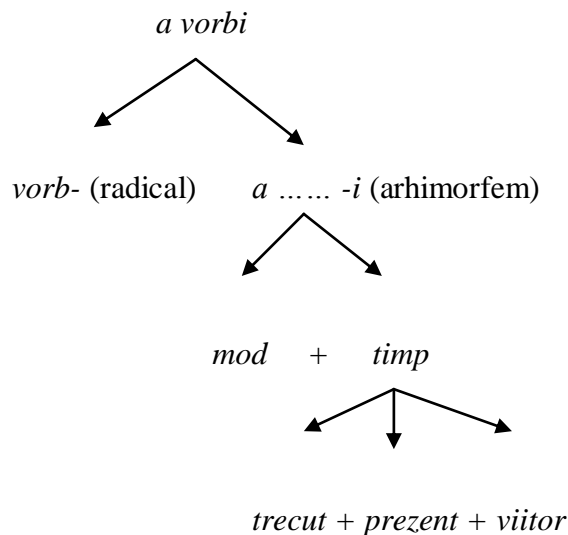 a vorbi
vorb- (radical) a ...... -i (arhimorfem)
mod + timp
trecut + prezent + viitor